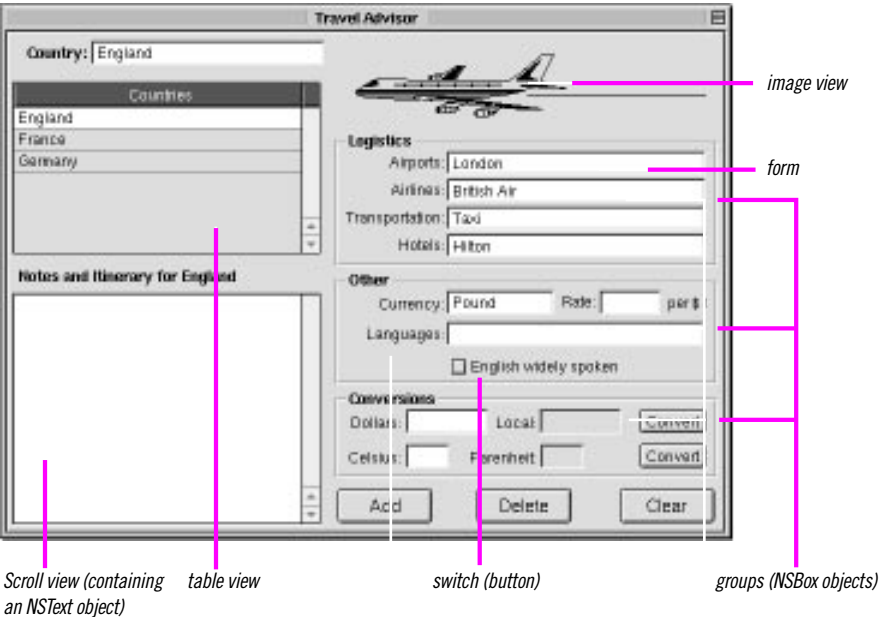 Travel Advisor
Country: England
Countries
England
France
Germany
Notes and Itinerary for England
Logistics
Airports: London
Airlines: British Air
Transportation: Taxi
Hotels: Hilton
Other
Currency: Pound Rate: per $
Languages:
English widely spoken
Conversions
Dollars: Local: Convert
Celsius: Farenheit: Convert
Add Delete Clear
image view
form
Scroll view (containing
an NSText object)
table view
switch (button)
groups (NSBox objects)